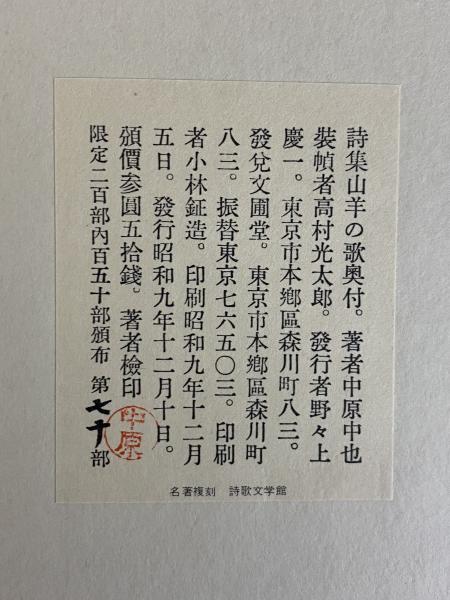 詩集山羊の歌奧付。著者中原中也
裝幀者高村光太郎。發行者野々上
慶一。東京市本鄕區森川町八三。
發兌文圃堂。東京市本鄕區森川町
八三。振替東京七六五〇三。印刷
者小林鉦造。印刷昭和九年十二月
五日。發行昭和九年十二月十日。
頒價參圓五拾錢。著者檢印
中原
限定二百部內百五十部頒布 第七十部
名著複刻 詩歌文学館